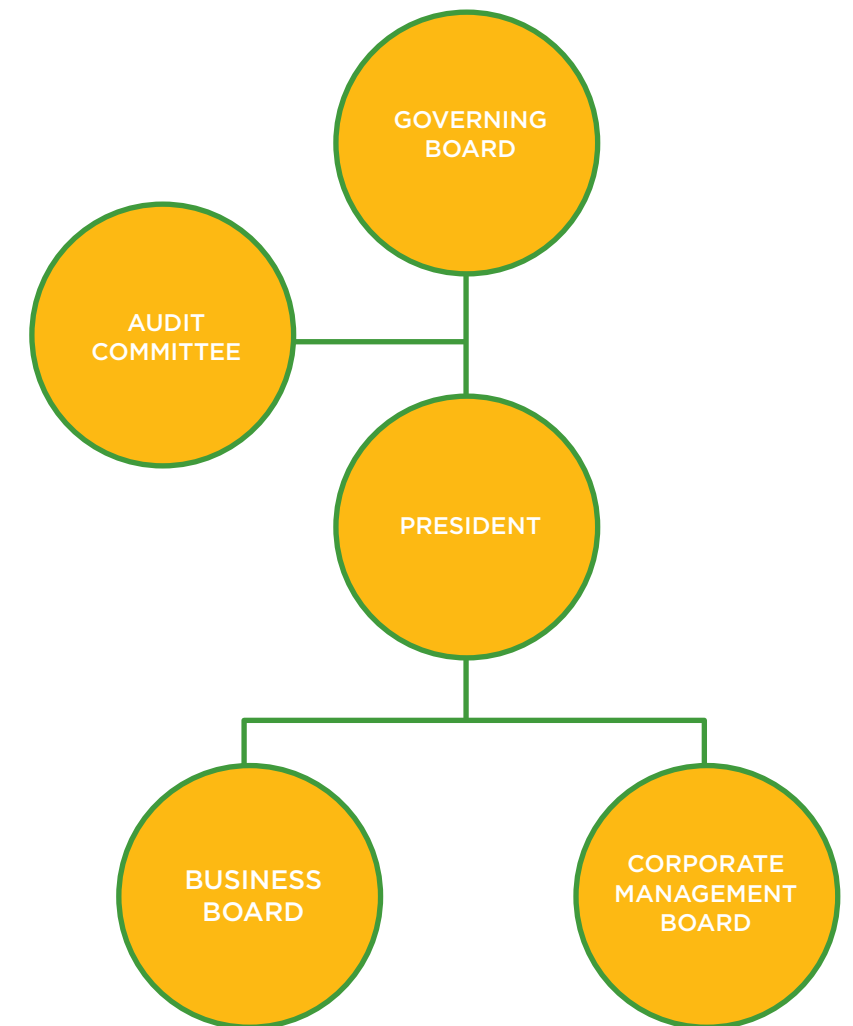 GOVERNING
BOARD
AUDIT
COMMITTEE
PRESIDENT
BUSINESS
BOARD
CORPORATE
MANAGEMENT
BOARD